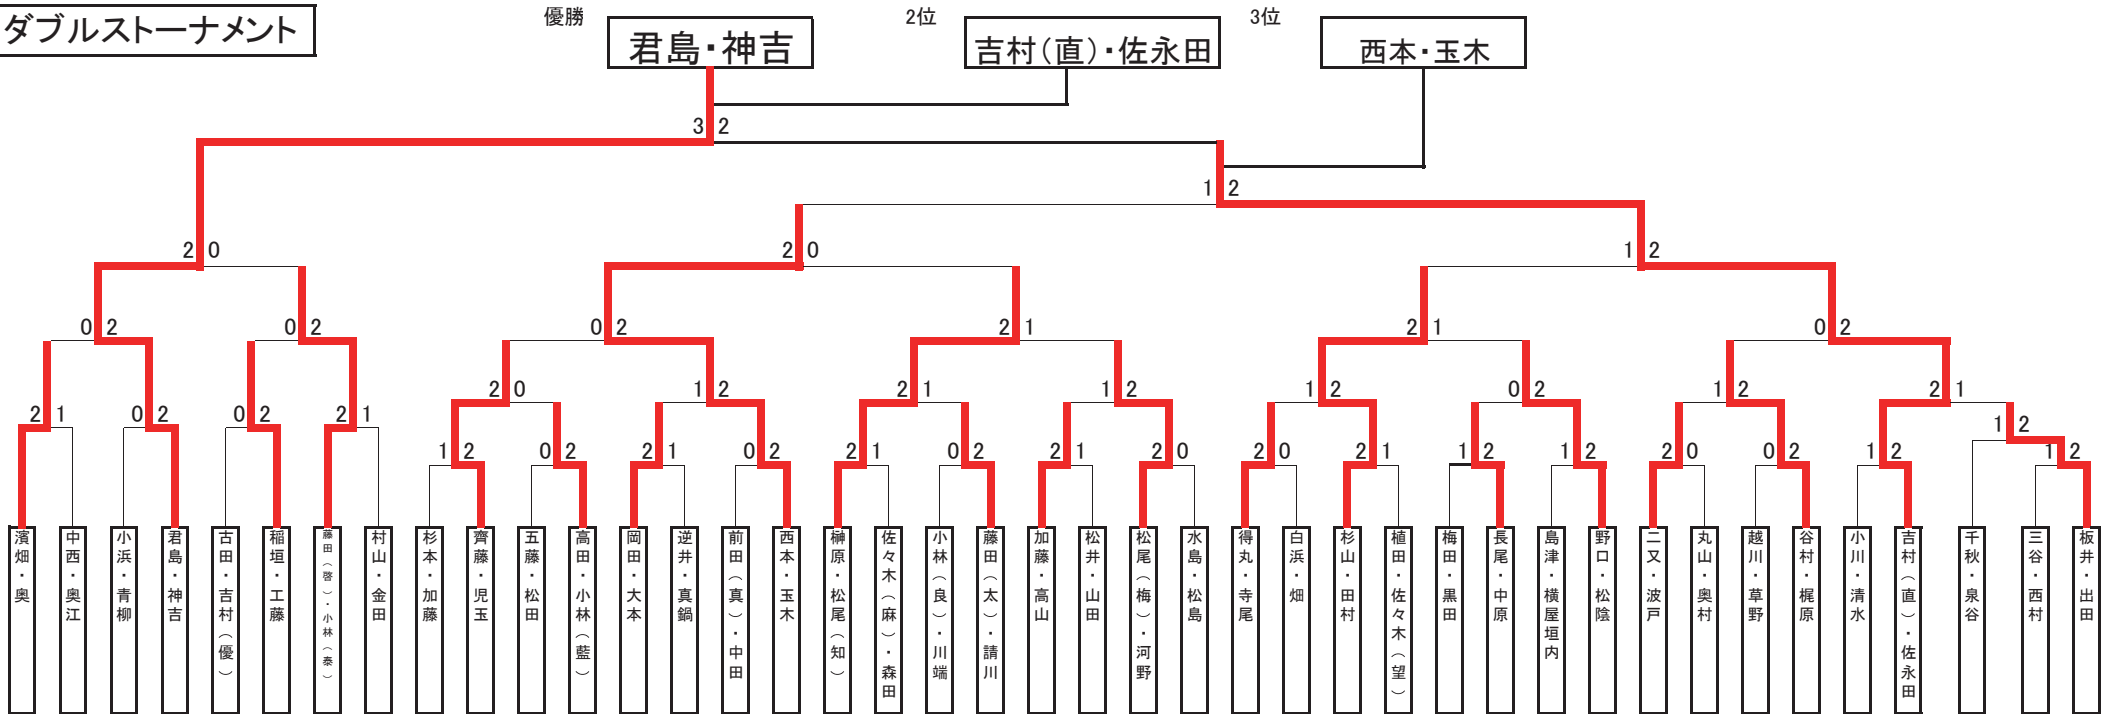 ダブルストーナメント
優勝
君島・神吉
2位
吉村(直)・佐永田
3位
西本・玉木
3 2
1 2
2 0
2 0
1 2
0 2
0 2
0 2
2 1
2 1
0 2
2 0
1 2
2 1
1 2
1 2
0 2
1 2
2 1
2 1
0 2
0 2
2 1
1 2
1 2
0 2
2 1
0 2
2 1
0 2
2 1
2 0
2 0
2 1
1 2
1 2
2 0
0 2
1 2
1 2
濱畑・奥
中西・奥江
小浜・青柳
君島・神吉
古田・吉村(優)
稲垣・工藤
藤田(啓)・小林(泰)
村山・金田
杉本・加藤
齊藤・児玉
五藤・松田
高田・小林(藍)
岡田・大本
逆井・真鍋
前田(真)・中田
西本・玉木
榊原・松尾(知)
佐々木(麻)・森田
小林(良)・川端
藤田(太)・請川
加藤・高山
松井・山田
松尾(梅)・河野
水島・松島
得丸・寺尾
白浜・畑
杉山・田村
植田・佐々木(望)
梅田・黒田
長尾・中原
島津・横屋垣内
野口・松陰
二又・波戸
丸山・奥村
越川・草野
谷村・梶原
小川・清水
吉村(直)・佐永田
千秋・泉谷
三谷・西村
板井・出田